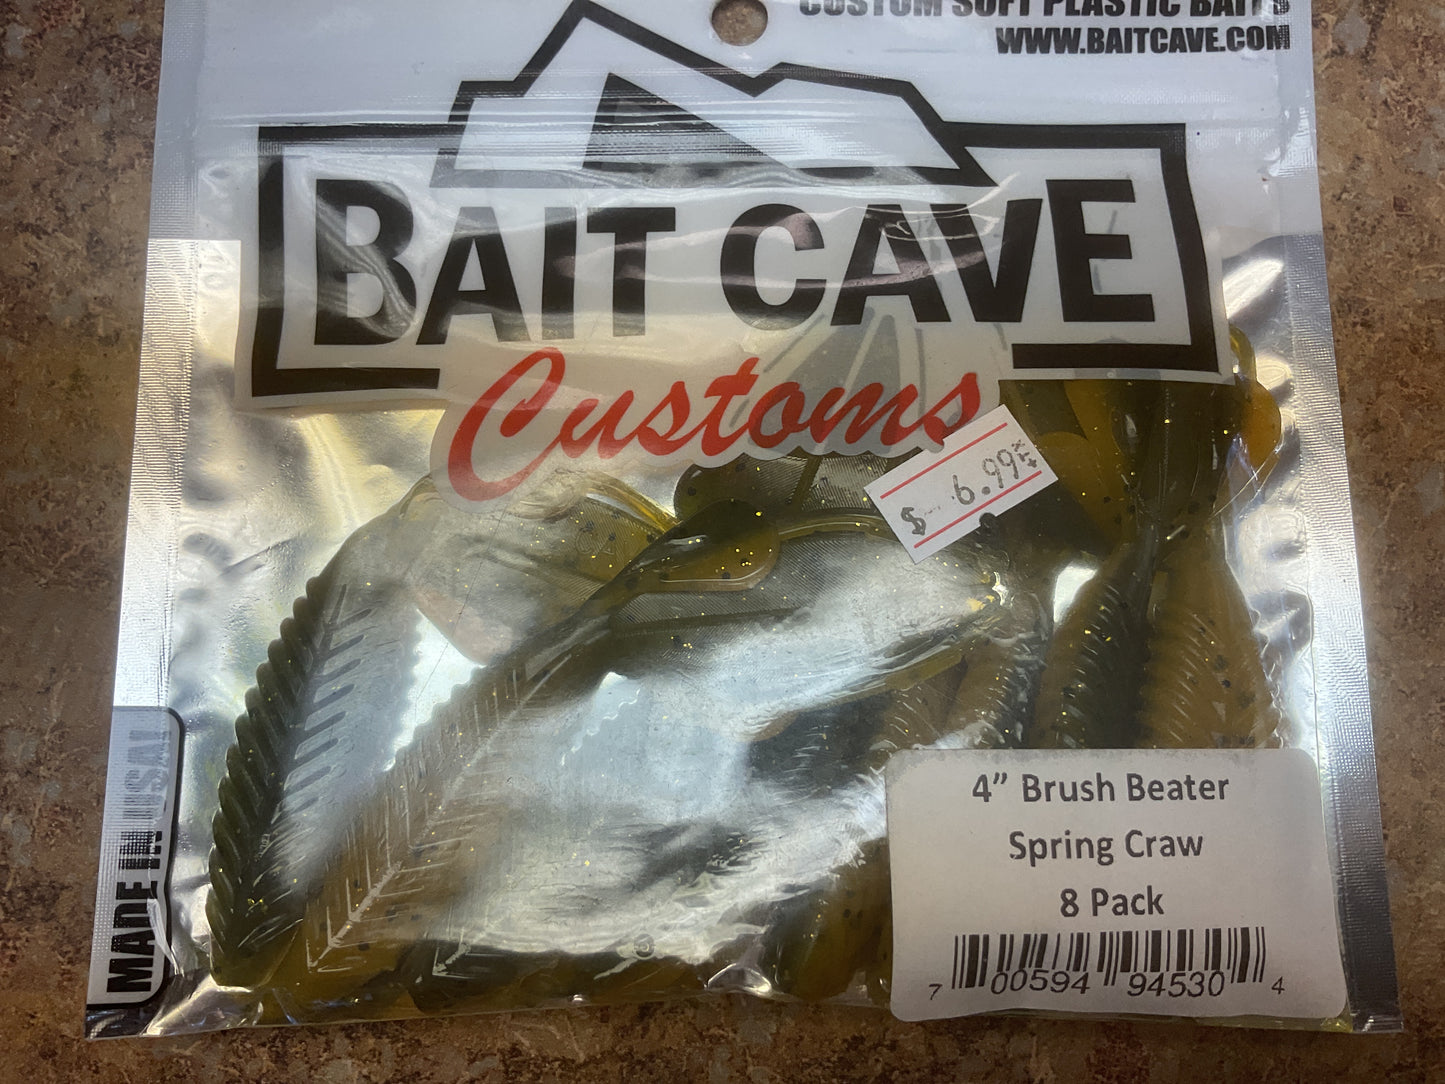 CUSTOM SOFT PLASTIC BAITS
WWW.BAITCAVE.COM
BAIT CAVE
Customs
$ 6.99
MADE IN USA!
4” Brush Beater
Spring Craw
8 Pack
7 00594 94530 4